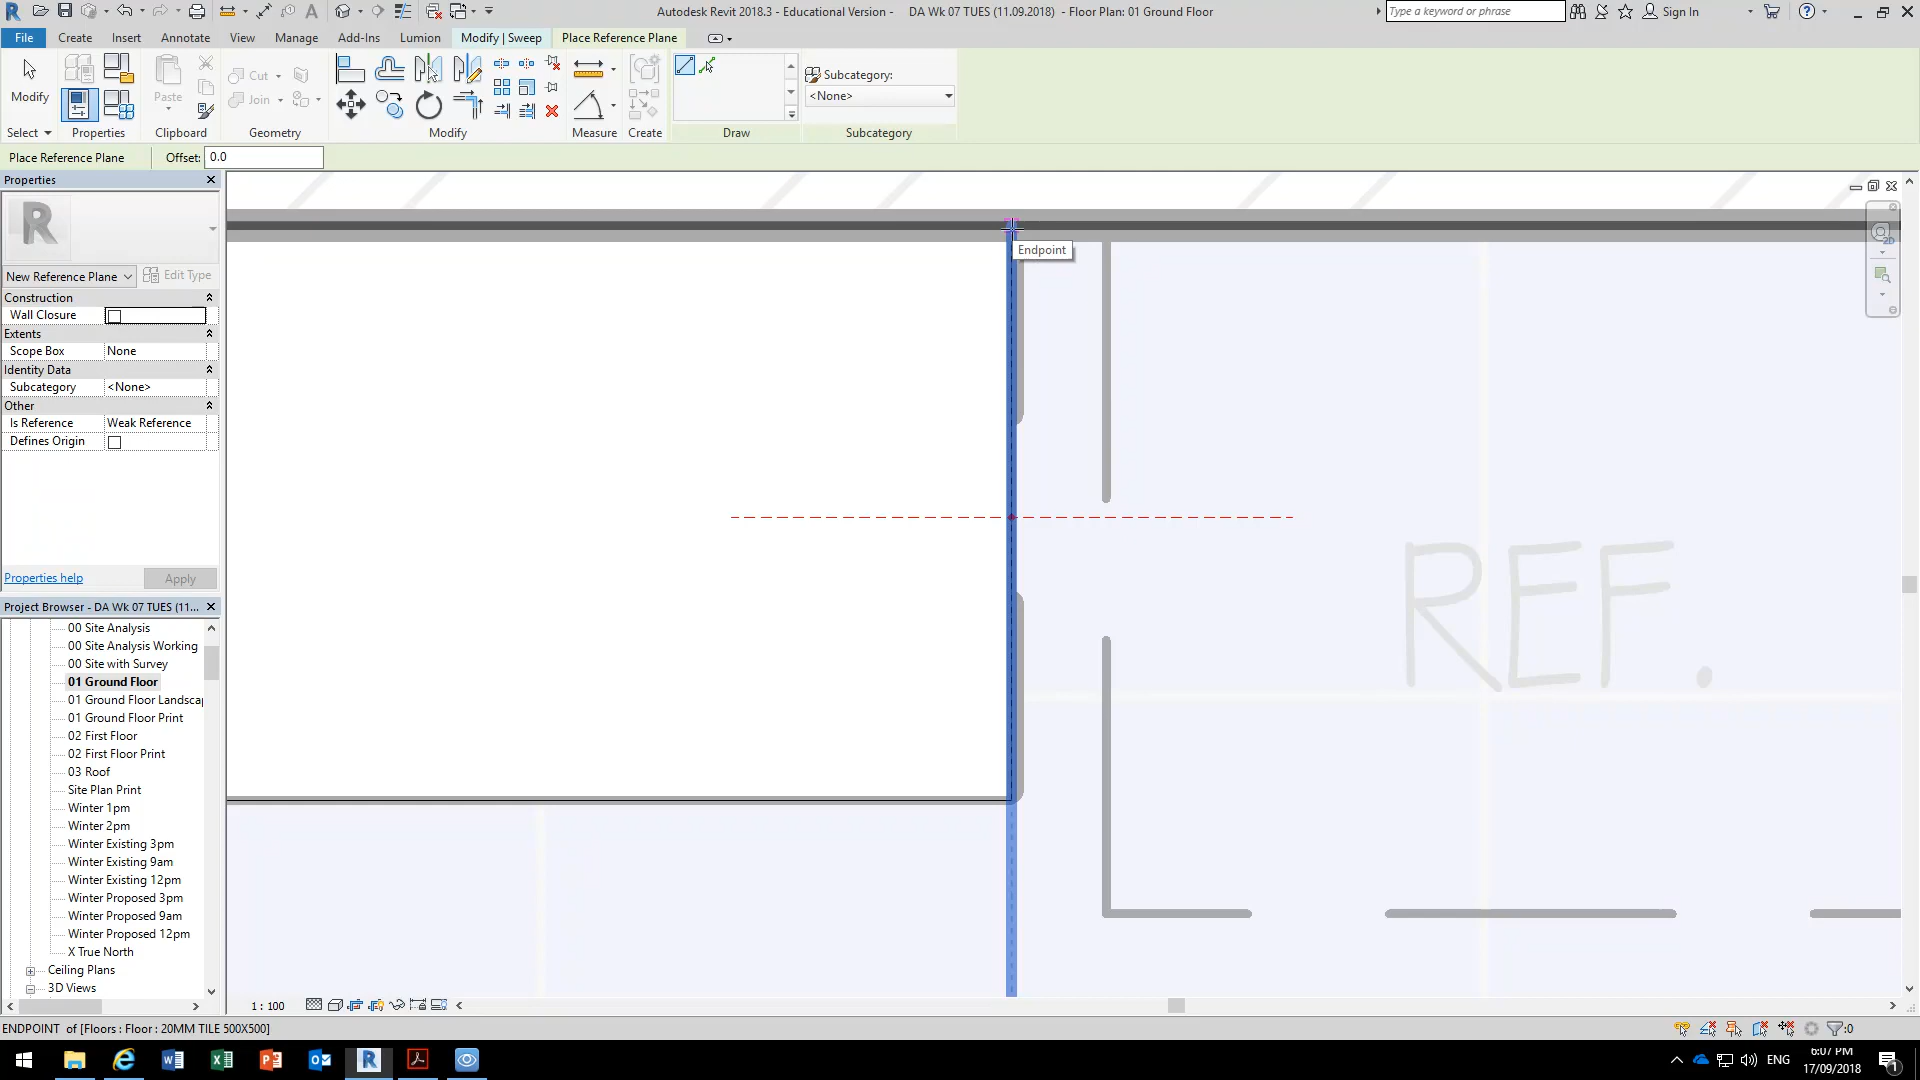 Autodesk Revit 2018.3 - Educational Version - DA Wk 07 TUES (11.09.2018) - Floor Plan: 01 Ground Floor
Type a keyword or phrase
Sign In
File Create Insert Annotate View Manage Add-Ins Lumion Modify | Sweep Place Reference Plane
Modify
Paste
Cut
Join
Subcategory:
<None>
Select Properties Clipboard Geometry Modify Measure Create Draw Subcategory
Place Reference Plane Offset: 0.0
Properties
New Reference Plane Edit Type
Construction
Wall Closure
Extents
Scope Box None
Identity Data
Subcategory <None>
Other
Is Reference Weak Reference
Defines Origin
Properties help Apply
Project Browser - DA Wk 07 TUES (11...
00 Site Analysis
00 Site Analysis Working
00 Site with Survey
01 Ground Floor
01 Ground Floor Landsca
01 Ground Floor Print
02 First Floor
02 First Floor Print
03 Roof
Site Plan Print
Winter 1pm
Winter 2pm
Winter Existing 3pm
Winter Existing 9am
Winter Existing 12pm
Winter Proposed 3pm
Winter Proposed 9am
Winter Proposed 12pm
X True North
Ceiling Plans
3D Views
Endpoint
REF.
2D
1 : 100
ENDPOINT of [Floors : Floor : 20MM TILE 500X500]
:0
ENG
6:07 PM
17/09/2018
1